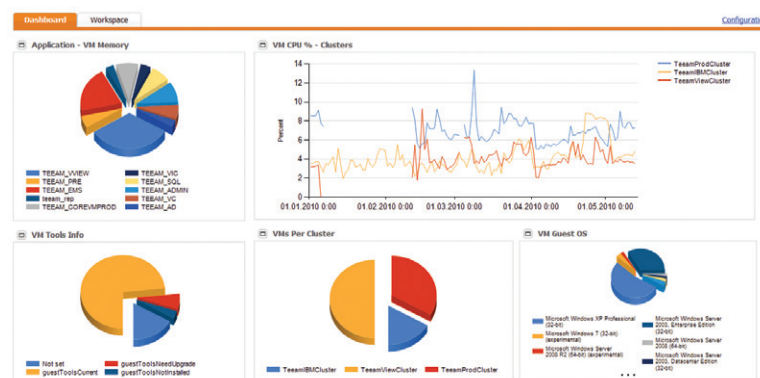 Dashboard Workspace Configuratio
Application - VM Memory
TEEAM_VVIEW TEEAM_VIC
TEEAM_PRE TEEAM_SQL
TEEAM_EMS TEEAM_ADMIN
teeam_rep TEEAM_VC
TEEAM_COREVMPROD TEEAM_AD
VM CPU % - Clusters
TeeamProdCluster
TeeamIBMCluster
TeeamViewCluster
Percent
14
12
10
8
6
4
2
0
01.01.2010 0:00 01.02.2010 0:00 01.03.2010 0:00 01.04.2010 0:00 01.05.2010 0:00
VM Tools Info
Not set guestToolsNeedUpgrade
guestToolsCurrent guestToolsNotInstalled
VMs Per Cluster
TeeamIBMCluster TeeamViewCluster TeeamProdCluster
VM Guest OS
Microsoft Windows XP Professional
(32-bit)
Microsoft Windows 7 (32-bit)
(experimental)
Microsoft Windows Server
2008 R2 (64-bit) (experimental)
Microsoft Windows Server
2003, Enterprise Edition
(32-bit)
Microsoft Windows Server
2008 (64-bit)
Microsoft Windows Server
2003, Datacenter Edition
(32-bit)
...